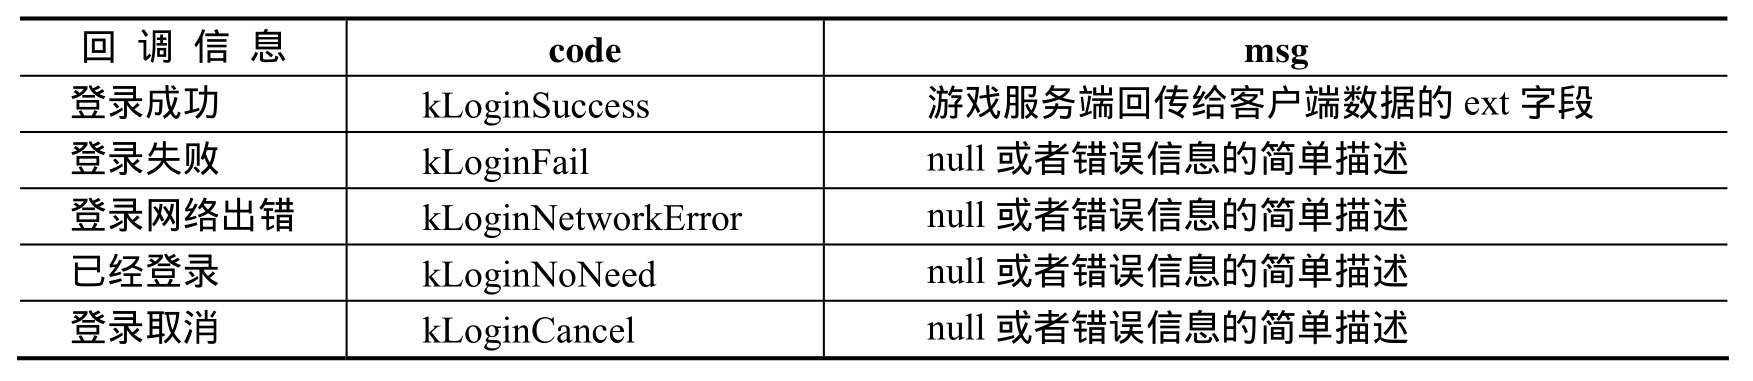 回调信息 code msg
登录成功 kLoginSuccess 游戏服务端回传给客户端数据的 ext 字段
登录失败 kLoginFail null 或者错误信息的简单描述
登录网络出错 kLoginNetworkError null 或者错误信息的简单描述
已经登录 kLoginNoNeed null 或者错误信息的简单描述
登录取消 kLoginCancel null 或者错误信息的简单描述